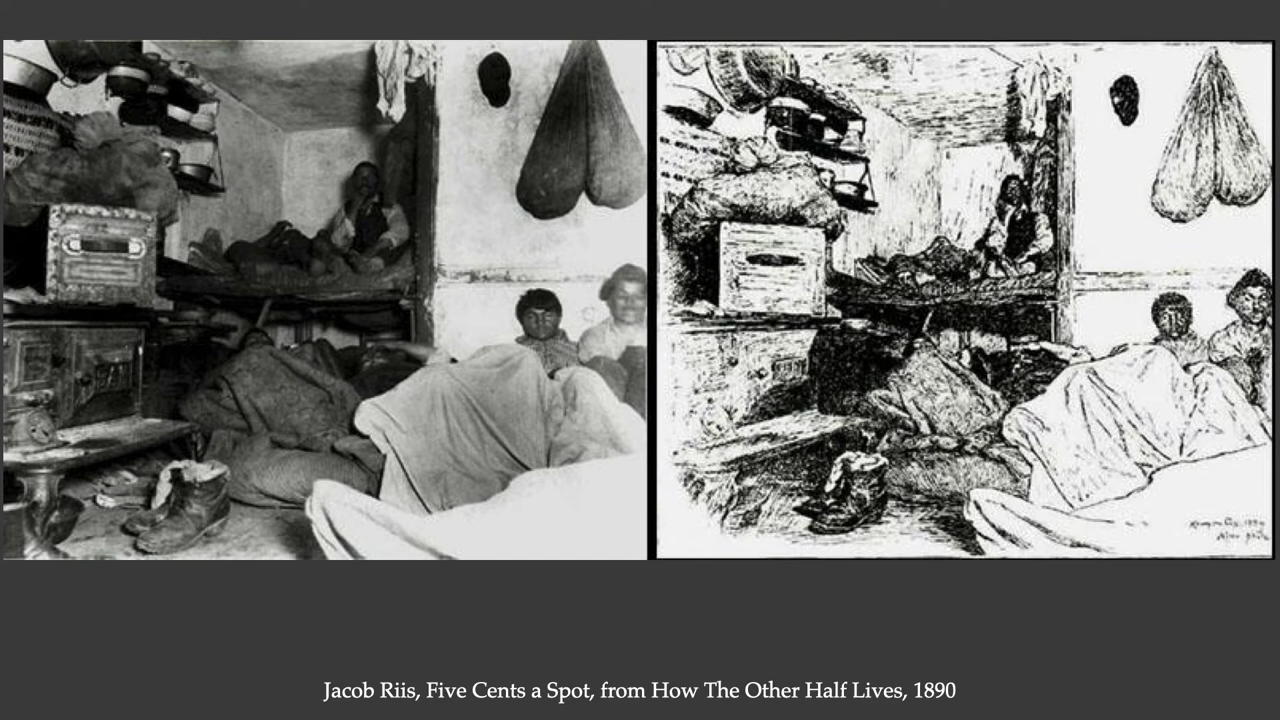 Jacob Riis, Five Cents a Spot, from How The Other Half Lives, 1890